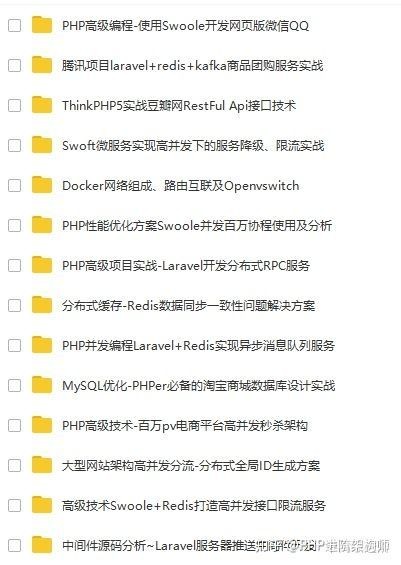 PHP高级编程-使用Swoole开发网页版微信QQ
腾讯项目laravel+redis+kafka商品团购服务实战
ThinkPHP5实战豆瓣网RestFul Api接口技术
Swoft微服务实现高并发下的服务降级、限流实战
Docker网络组成、路由互联及Openvswitch
PHP性能优化方案Swoole并发百万协程使用及分析
PHP高级项目实战-Laravel开发分布式RPC服务
分布式缓存-Redis数据同步一致性问题解决方案
PHP并发编程Laravel+Redis实现异步消息队列服务
MySQL优化-PHPer必备的淘宝商城数据库设计实战
PHP高级技术-百万pv电商平台高并发秒杀架构
大型网站架构高并发分流-分布式全局ID生成方案
高级技术Swoole+Redis打造高并发接口限流服务
中间件源码分析~Laravel服务器推送